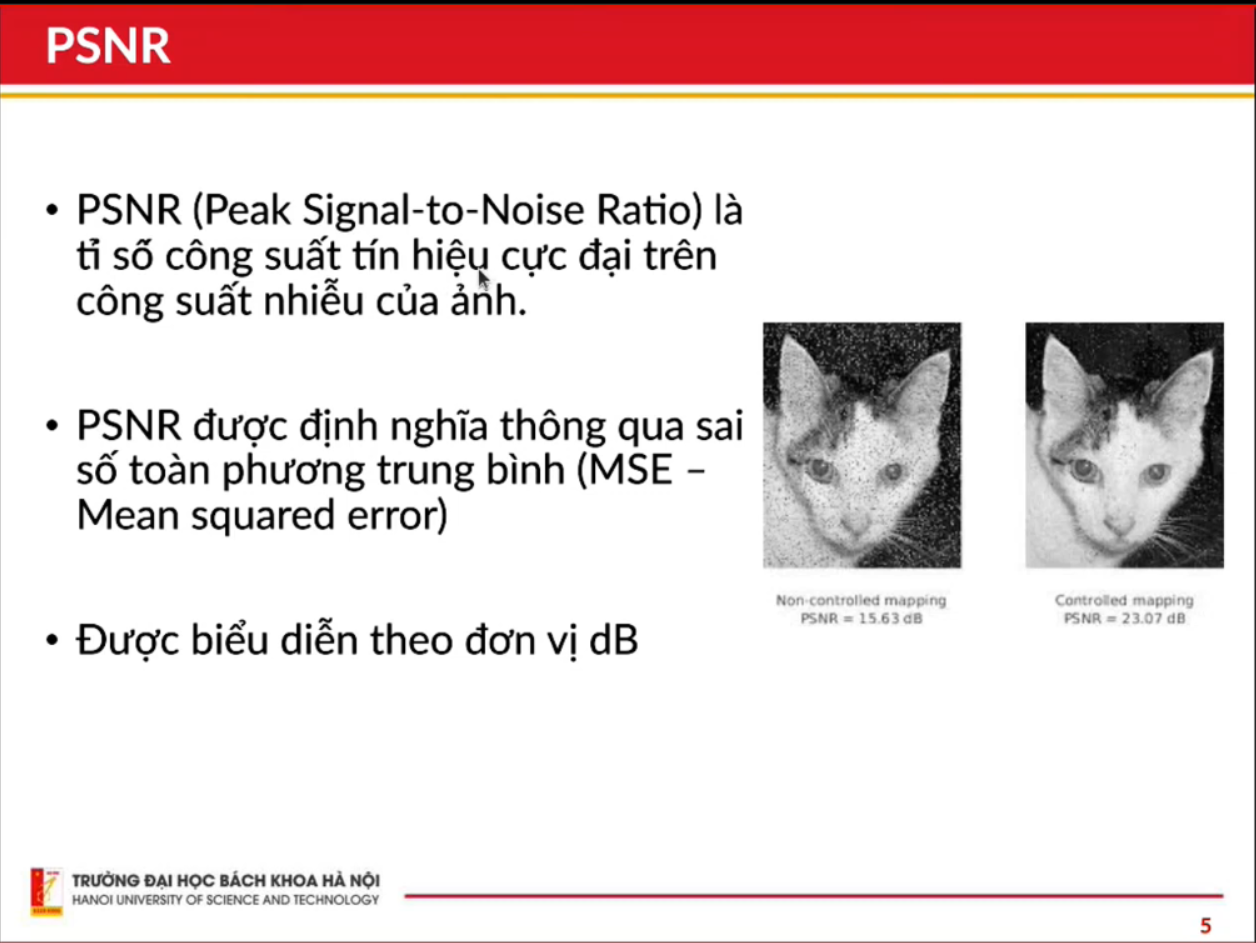 PSNR
• PSNR (Peak Signal-to-Noise Ratio) là
tỉ số công suất tín hiệu cực đại trên
công suất nhiễu của ảnh.
• PSNR được định nghĩa thông qua sai
số toàn phương trung bình (MSE –
Mean squared error)
• Được biểu diễn theo đơn vị dB
Non-controlled mapping
PSNR = 15.63 dB
Controlled mapping
PSNR = 23.07 dB
TRƯỜNG ĐẠI HỌC BÁCH KHOA HÀ NỘI
HANOI UNIVERSITY OF SCIENCE AND TECHNOLOGY
5